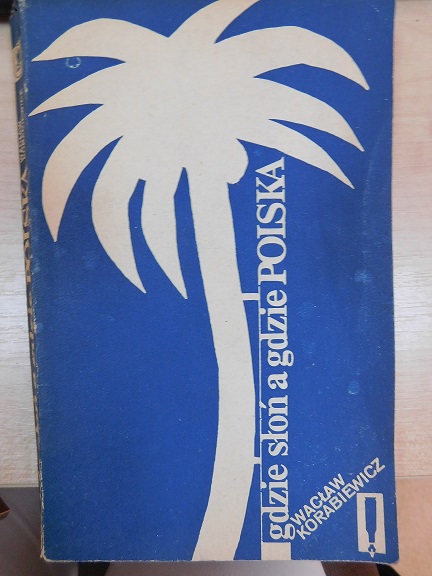 gdzie słoń a gdzie POLSKA
WACŁAW
KORABIEWICZ